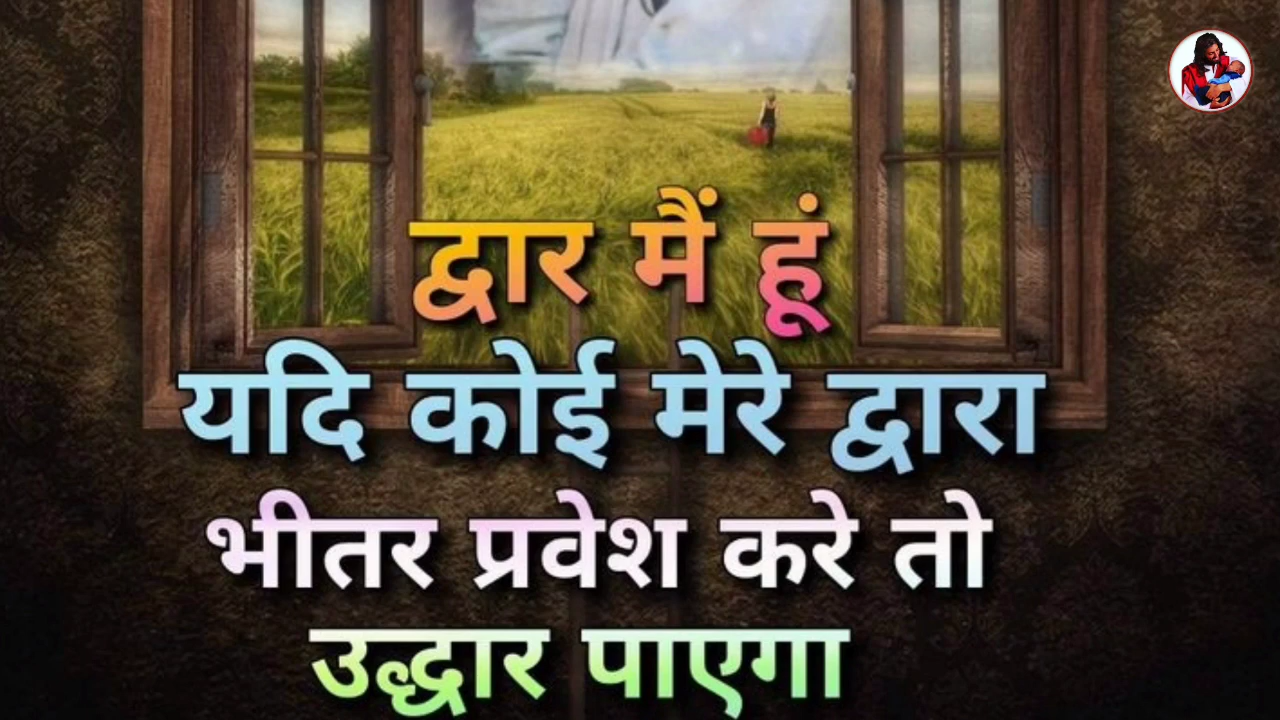 द्वार मैं हूं
यदि कोई मेरे द्वारा
भीतर प्रवेश करे तो
उद्धार पाएगा